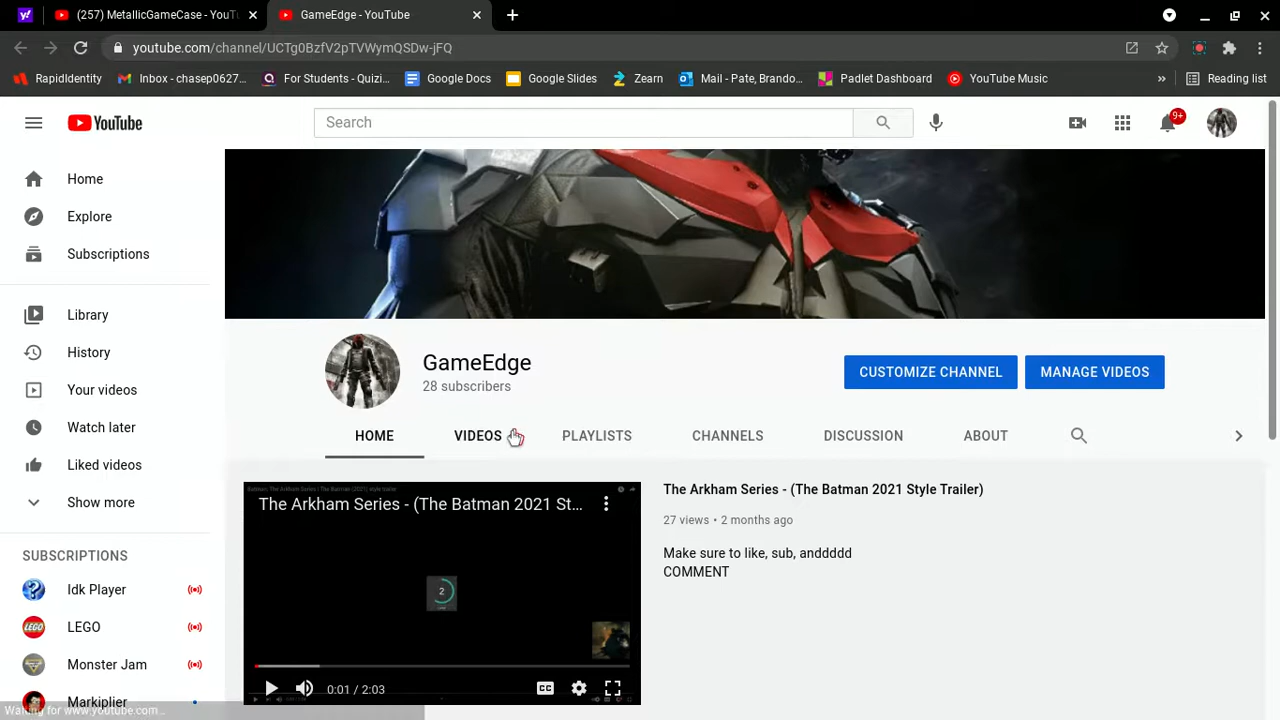 (257) MetallicGameCase - YouT
GameEdge - YouTube
youtube.com/channel/UCTg0BzfV2pTVWymQSDw-jFQ
RapidIdentity
Inbox - chasep0627...
For Students - Quizi...
Google Docs
Google Slides
Zearn
Mail - Pate, Brando...
Padlet Dashboard
YouTube Music
»
Reading list
YouTube
Search
9+
Home
Explore
Subscriptions
Library
History
Your videos
Watch later
Liked videos
Show more
SUBSCRIPTIONS
Idk Player
LEGO
Monster Jam
Markiplier
GameEdge
28 subscribers
CUSTOMIZE CHANNEL
MANAGE VIDEOS
HOME
VIDEOS
PLAYLISTS
CHANNELS
DISCUSSION
ABOUT
The Arkham Series - (The Batman 2021 St...
2
0:01 / 2:03
The Arkham Series - (The Batman 2021 Style Trailer)
27 views • 2 months ago
Make sure to like, sub, anddddd
COMMENT
Waiting for www.youtube.com...